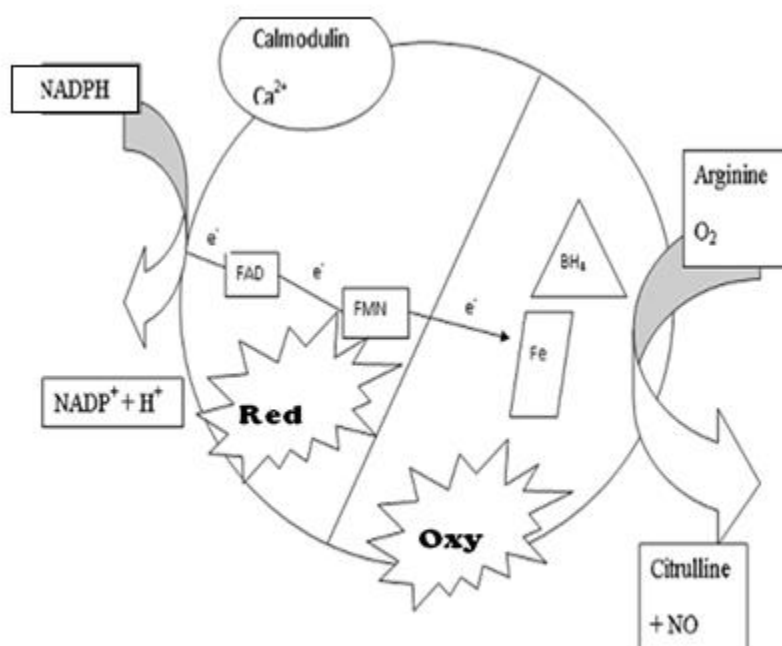 Calmodulin
Ca²⁺
NADPH
Arginine
O₂
e⁻
FAD
e⁻
FMN
e⁻
BH₄
Fe
NADP⁺ + H⁺
Red
Oxy
Citrulline
+ NO